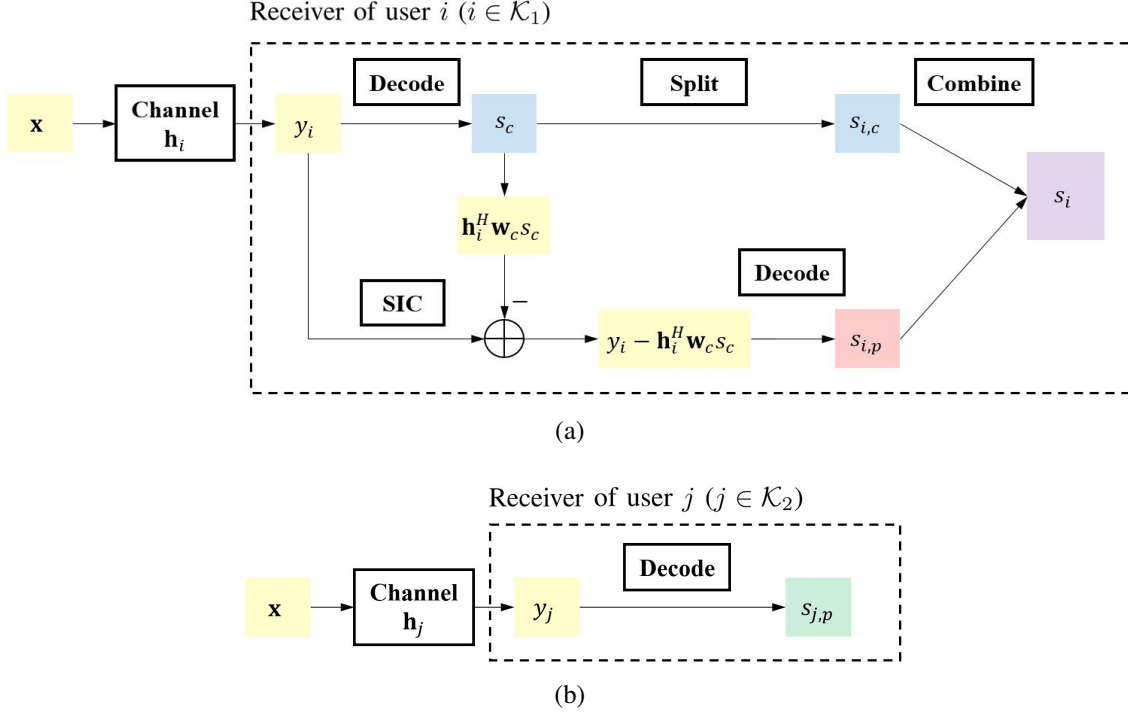 Receiver of user i (i ∈ 𝒦₁)
Decode
Split
Combine
x
Channel
hᵢ
yᵢ
s_c
s_{i,c}
sᵢ
hᵢᴴw_c s_c
SIC
−
Decode
yᵢ − hᵢᴴw_c s_c
s_{i,p}
(a)
Receiver of user j (j ∈ 𝒦₂)
Decode
x
Channel
hⱼ
yⱼ
s_{j,p}
(b)